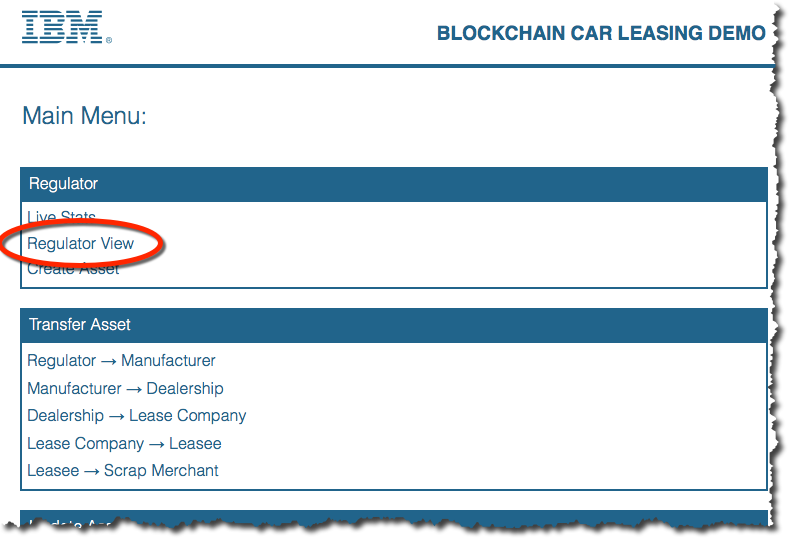 IBM®
BLOCKCHAIN CAR LEASING DEMO
Main Menu:
Regulator
Live Stats
Regulator View
Create Asset
Transfer Asset
Regulator → Manufacturer
Manufacturer → Dealership
Dealership → Lease Company
Lease Company → Leasee
Leasee → Scrap Merchant